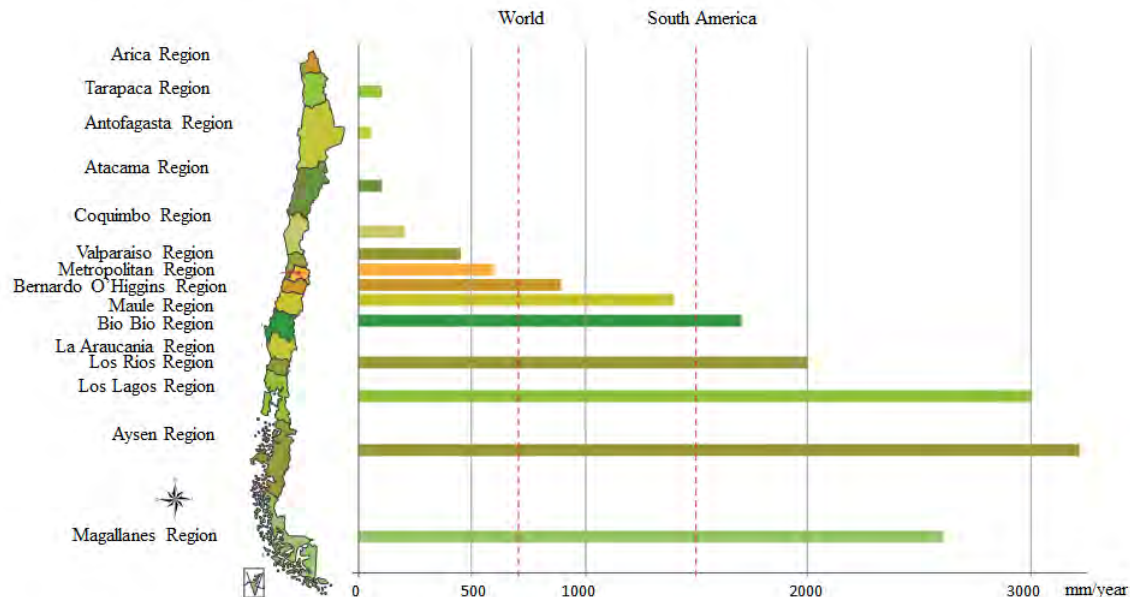 World
South America
Arica Region
Tarapaca Region
Antofagasta Region
Atacama Region
Coquimbo Region
Valparaiso Region
Metropolitan Region
Bernardo O'Higgins Region
Maule Region
Bio Bio Region
La Araucania Region
Los Rios Region
Los Lagos Region
Aysen Region
Magallanes Region
0
500
1000
2000
3000
mm/year